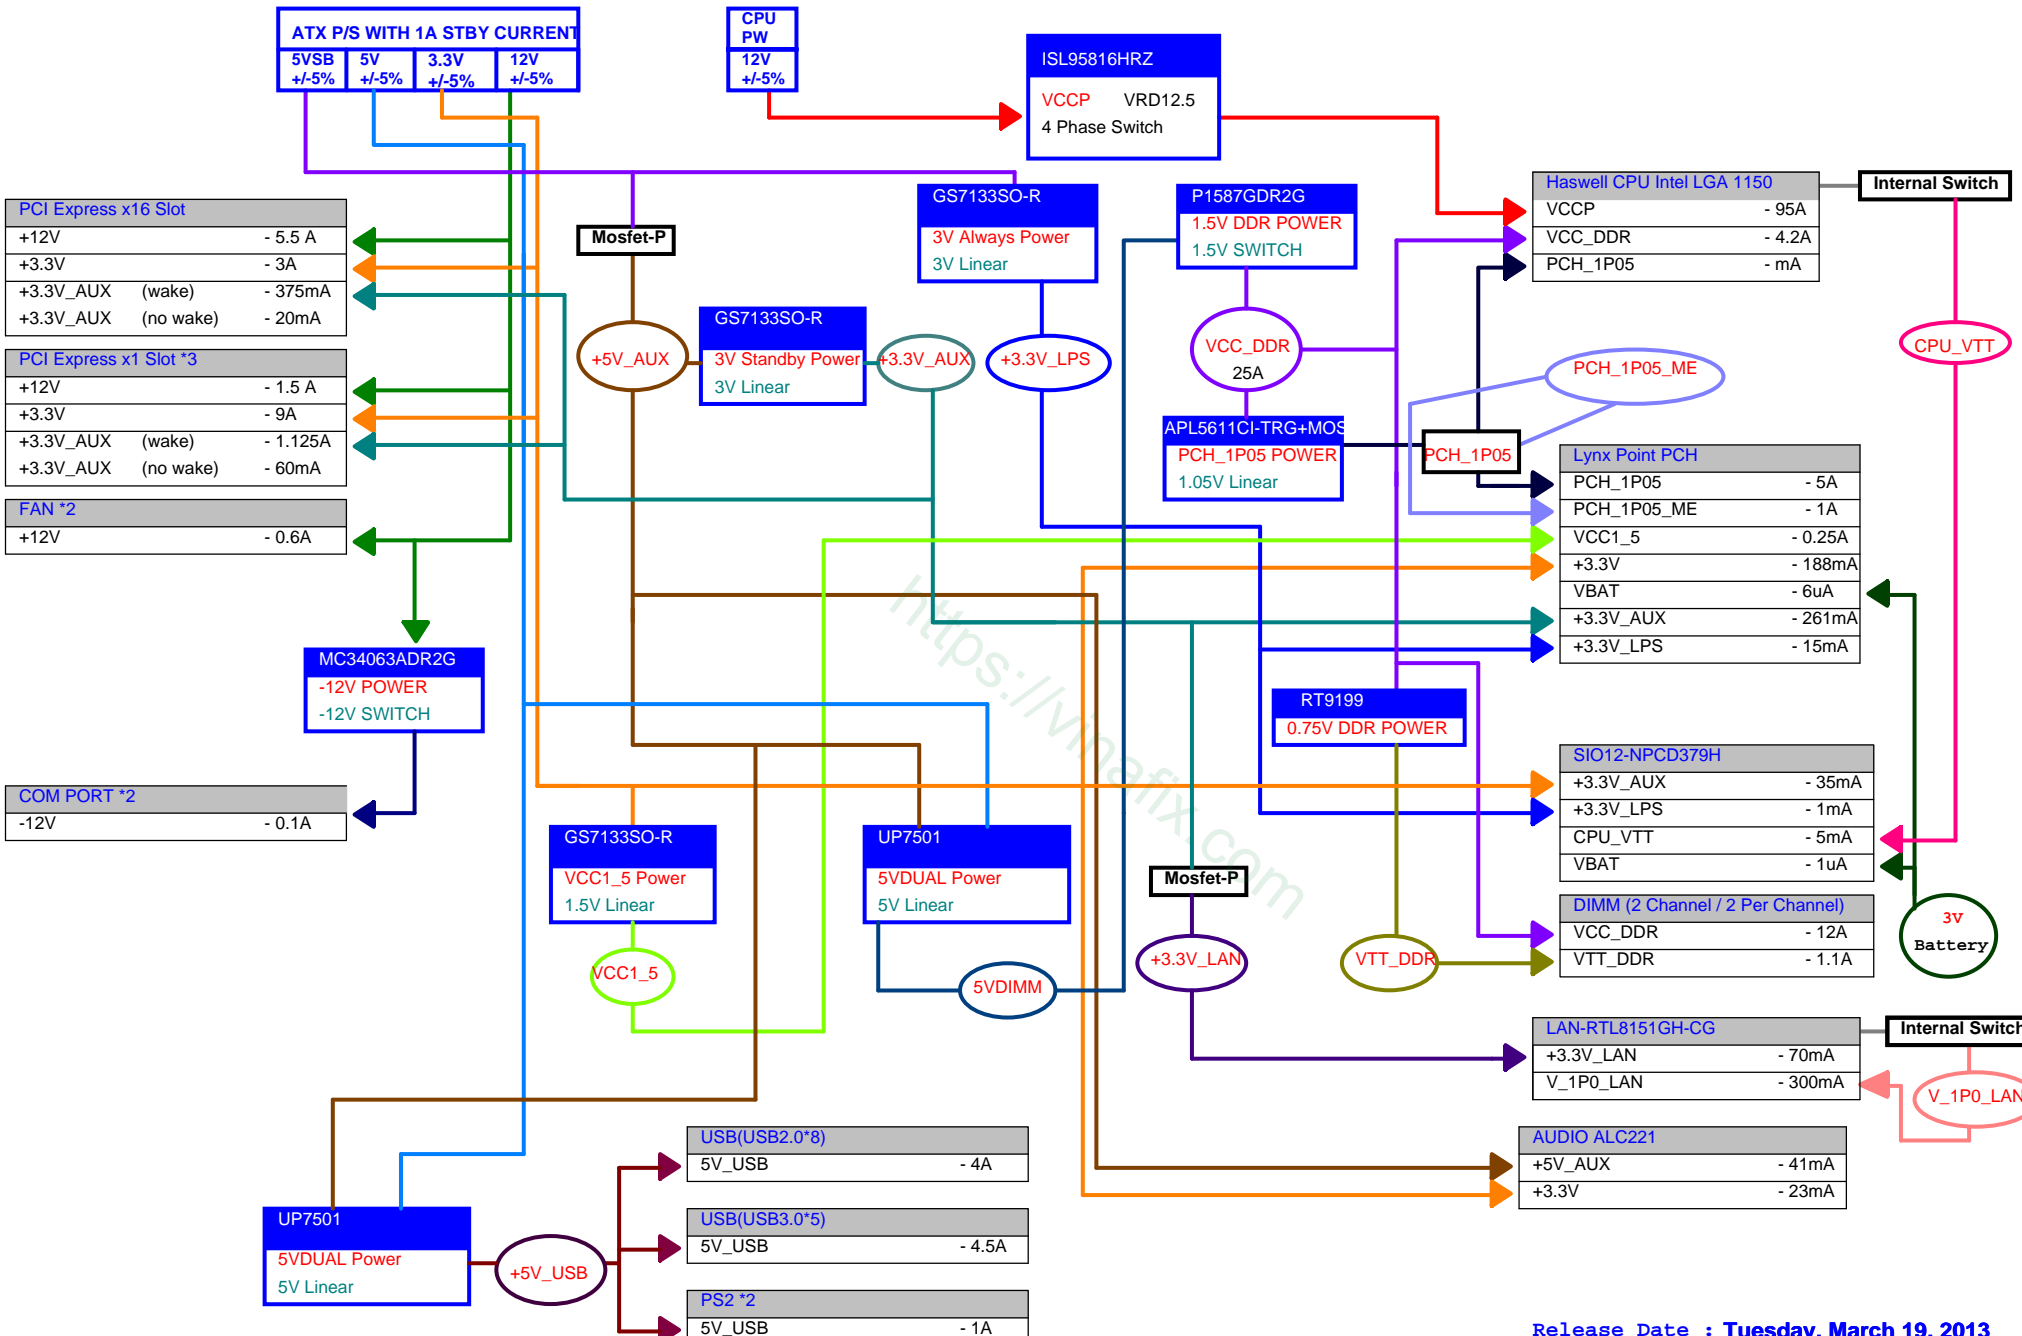 ATX P/S WITH 1A STBY CURRENT
5VSB
+/-5%
5V
+/-5%
3.3V
+/-5%
12V
+/-5%
CPU
PW
12V
+/-5%
ISL95816HRZ
VCCP VRD12.5
4 Phase Switch
PCI Express x16 Slot
+12V - 5.5 A
+3.3V - 3A
+3.3V_AUX (wake) - 375mA
+3.3V_AUX (no wake) - 20mA
PCI Express x1 Slot *3
+12V - 1.5 A
+3.3V - 9A
+3.3V_AUX (wake) - 1.125A
+3.3V_AUX (no wake) - 60mA
FAN *2
+12V - 0.6A
MC34063ADR2G
-12V POWER
-12V SWITCH
COM PORT *2
-12V - 0.1A
Mosfet-P
+5V_AUX
GS7133SO-R
3V Standby Power
3V Linear
+3.3V_AUX
GS7133SO-R
3V Always Power
3V Linear
+3.3V_LPS
P1587GDR2G
1.5V DDR POWER
1.5V SWITCH
VCC_DDR
25A
APL5611CI-TRG+MOS
PCH_1P05 POWER
1.05V Linear
PCH_1P05
PCH_1P05_ME
Haswell CPU Intel LGA 1150
VCCP - 95A
VCC_DDR - 4.2A
PCH_1P05 - mA
Internal Switch
CPU_VTT
Lynx Point PCH
PCH_1P05 - 5A
PCH_1P05_ME - 1A
VCC1_5 - 0.25A
+3.3V - 188mA
VBAT - 6uA
+3.3V_AUX - 261mA
+3.3V_LPS - 15mA
https://vinafix.com
RT9199
0.75V DDR POWER
SIO12-NPCD379H
+3.3V_AUX - 35mA
+3.3V_LPS - 1mA
CPU_VTT - 5mA
VBAT - 1uA
GS7133SO-R
VCC1_5 Power
1.5V Linear
VCC1_5
UP7501
5VDUAL Power
5V Linear
5VDIMM
Mosfet-P
+3.3V_LAN
VTT_DDR
DIMM (2 Channel / 2 Per Channel)
VCC_DDR - 12A
VTT_DDR - 1.1A
3V
Battery
LAN-RTL8151GH-CG
+3.3V_LAN - 70mA
V_1P0_LAN - 300mA
Internal Switch
V_1P0_LAN
USB(USB2.0*8)
5V_USB - 4A
AUDIO ALC221
+5V_AUX - 41mA
+3.3V - 23mA
UP7501
5VDUAL Power
5V Linear
+5V_USB
USB(USB3.0*5)
5V_USB - 4.5A
PS2 *2
5V_USB - 1A
Release Date : Tuesday, March 19, 2013